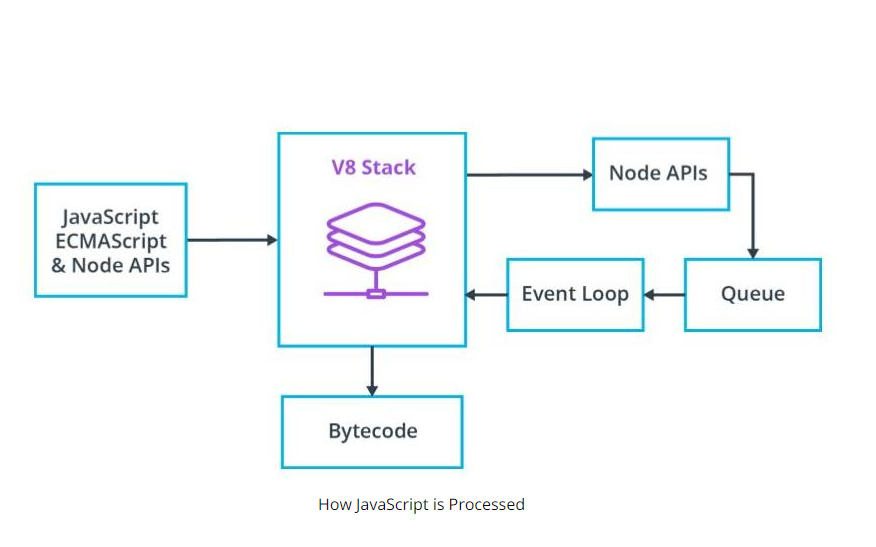 V8 Stack
JavaScript
ECMAScript
& Node APIs
Node APIs
Event Loop
Queue
Bytecode
How JavaScript is Processed